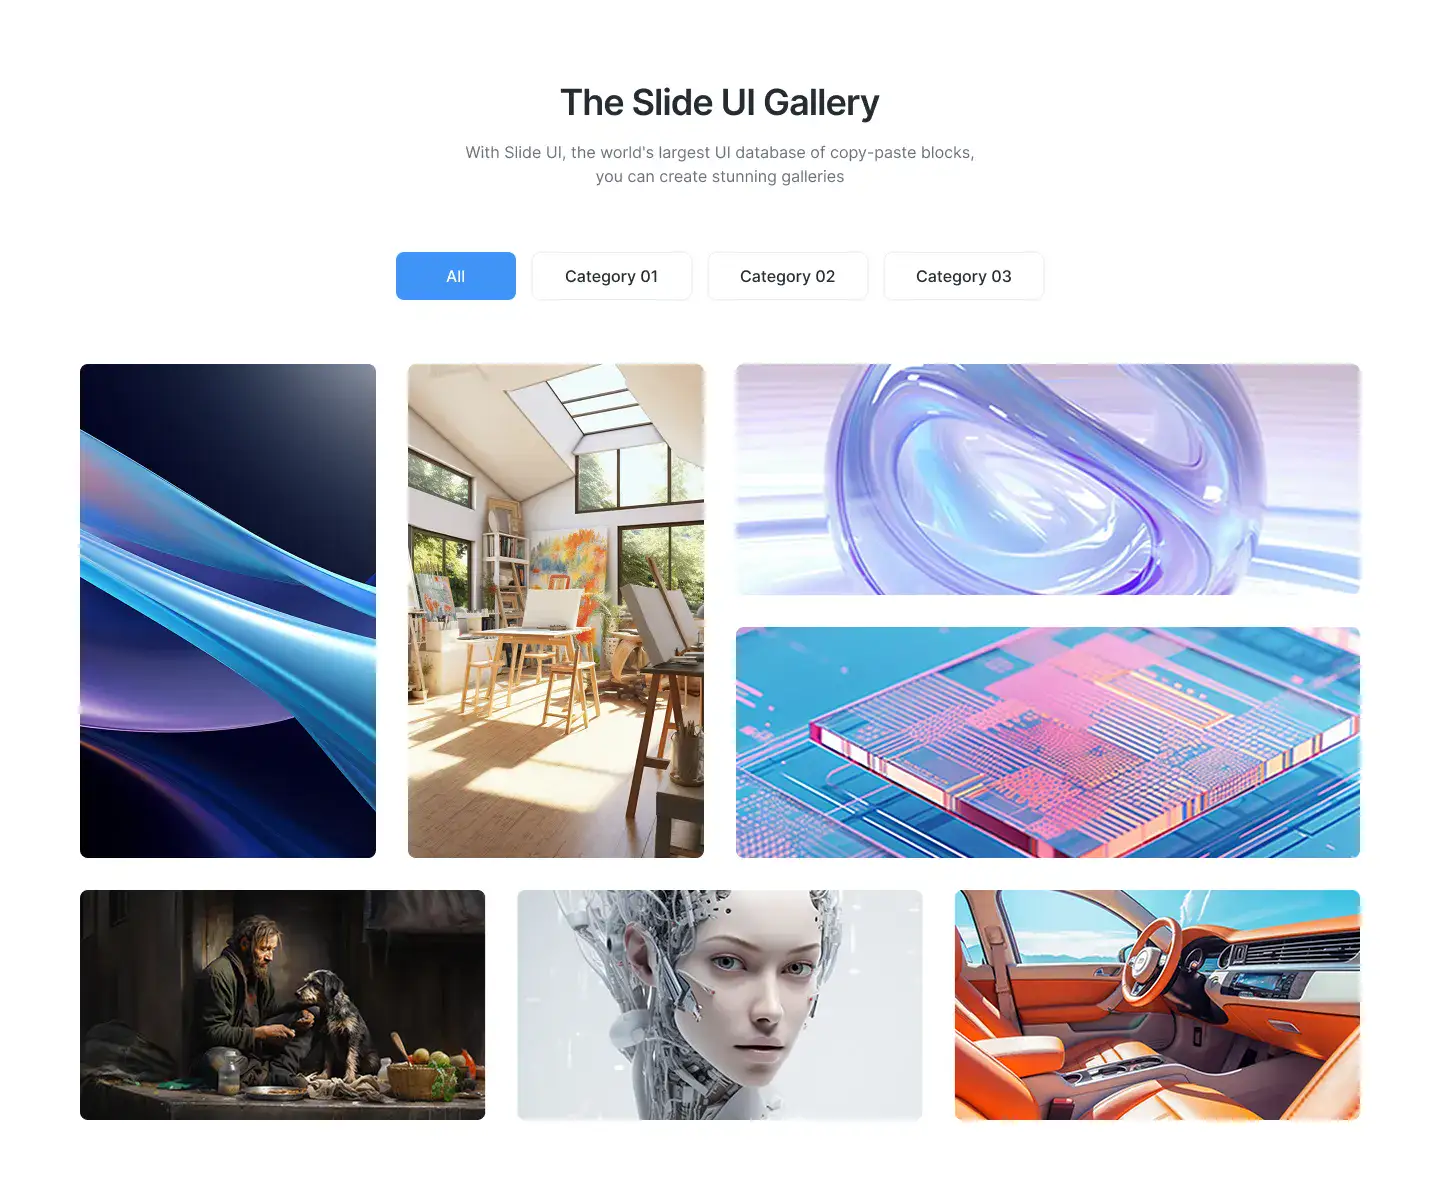 The Slide UI Gallery
With Slide UI, the world's largest UI database of copy-paste blocks,
you can create stunning galleries
All
Category 01
Category 02
Category 03